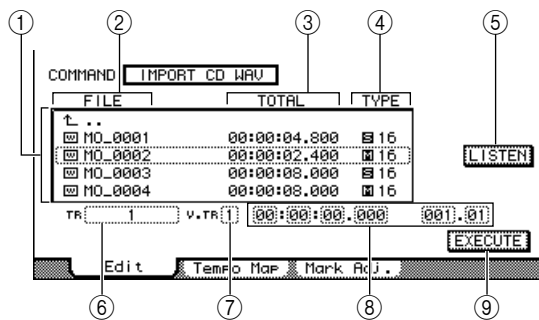 ① ② ③ ④ ⑤
COMMAND IMPORT CD WAV
FILE TOTAL TYPE
..
W MO_0001 00:00:04.800 S 16
W MO_0002 00:00:02.400 M 16
W MO_0003 00:00:08.000 S 16
W MO_0004 00:00:08.000 M 16
LISTEN
TR 1 V.TR 1 00:00:00.000 001.01
EXECUTE
Edit Tempo Map Mark Adj.
⑥ ⑦ ⑧ ⑨